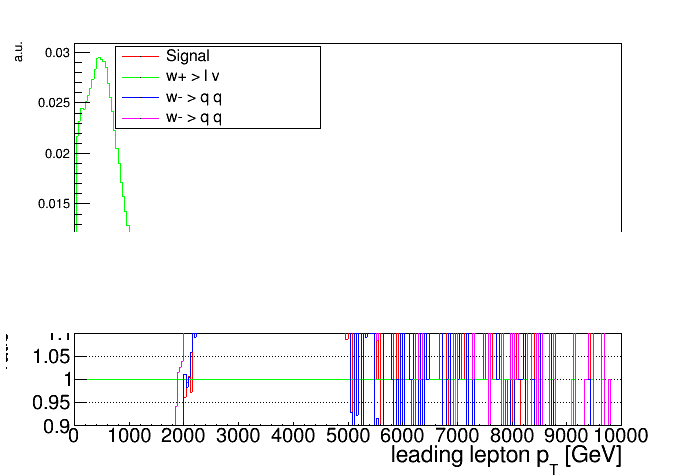 a.u.
0.03
Signal
w+ > l v
0.025
w- > q q
w- > q q
0.02
0.015
1.05
1
0.95
0.9
0 1000 2000 3000 4000 5000 6000 7000 8000 9000 10000
leading lepton p_T [GeV]